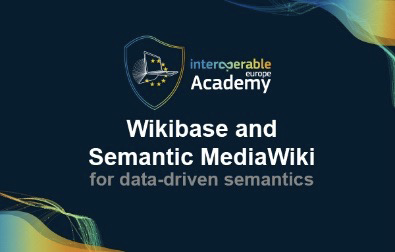 interoperable
europe
Academy
Wikibase and
Semantic MediaWiki
for data-driven semantics